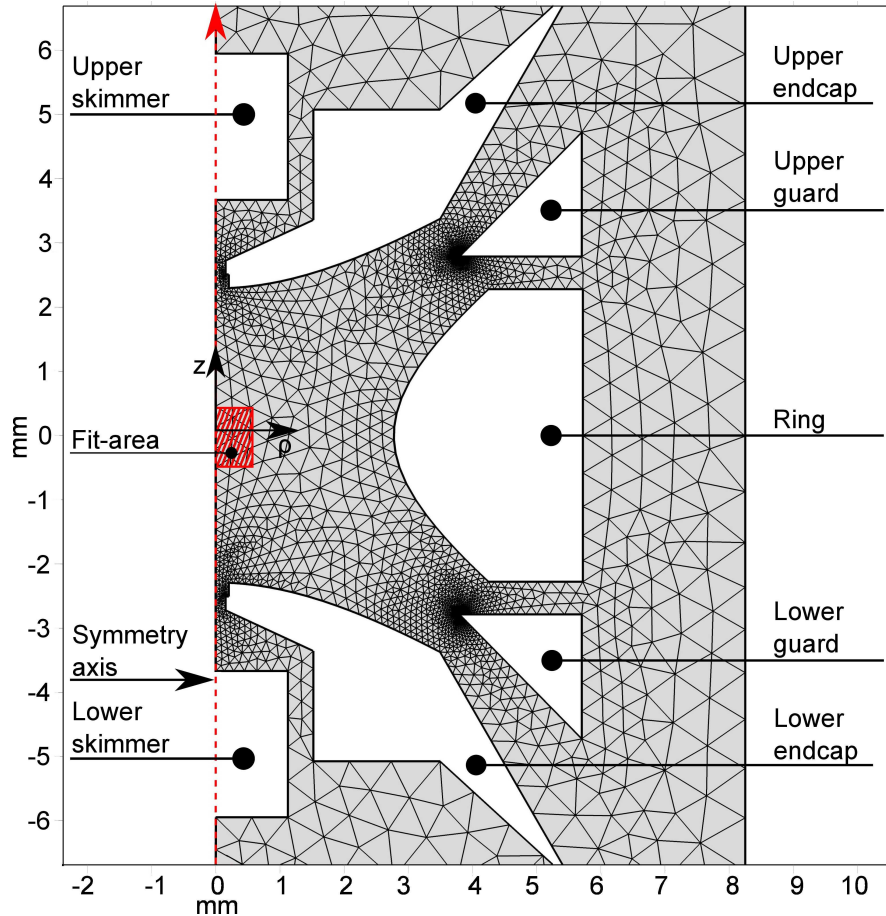 6
5
4
3
2
1
0
-1
-2
-3
-4
-5
-6
mm
Upper
skimmer
Fit-area
Symmetry
axis
Lower
skimmer
z
ρ
Upper
endcap
Upper
guard
Ring
Lower
guard
Lower
endcap
-2 -1 0 1 2 3 4 5 6 7 8 9 10
mm